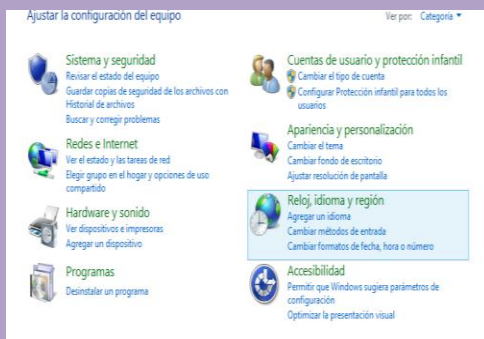 Ajustar la configuración del equipo
Ver por: Categoría
Sistema y seguridad
Revisar el estado del equipo
Guardar copias de seguridad de los archivos con
Historial de archivos
Buscar y corregir problemas
Redes e Internet
Ver el estado y las tareas de red
Elegir grupo en el hogar y opciones de uso
compartido
Hardware y sonido
Ver dispositivos e impresoras
Agregar un dispositivo
Programas
Desinstalar un programa
Cuentas de usuario y protección infantil
Cambiar el tipo de cuenta
Configurar Protección infantil para todos los
usuarios
Apariencia y personalización
Cambiar el tema
Cambiar fondo de escritorio
Ajustar resolución de pantalla
Reloj, idioma y región
Agregar un idioma
Cambiar métodos de entrada
Cambiar formatos de fecha, hora o número
Accesibilidad
Permitir que Windows sugiera parámetros de
configuración
Optimizar la presentación visual